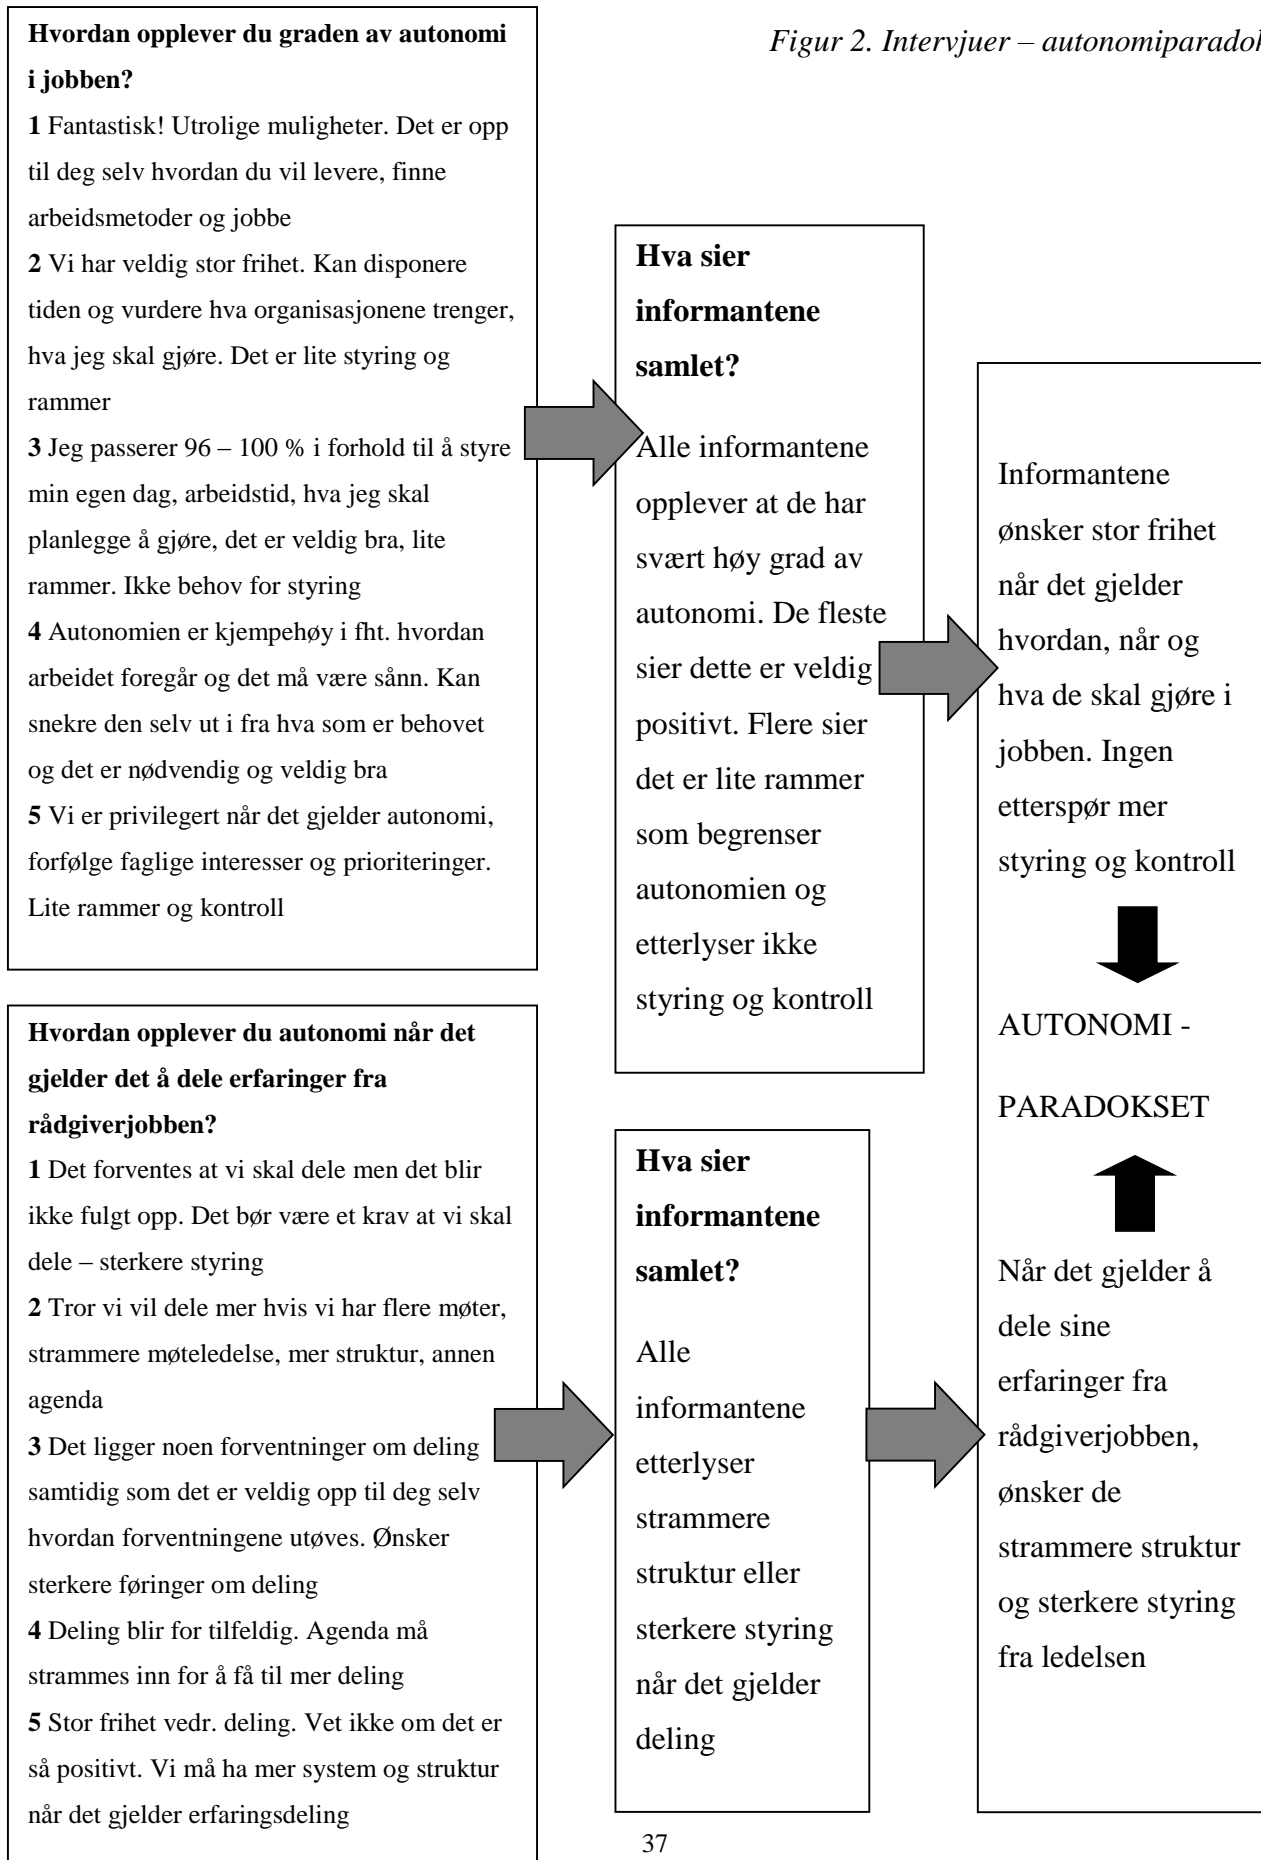 Figur 2. Intervjuer – autonomiparadok
Hvordan opplever du graden av autonomi
i jobben?
1 Fantastisk! Utrolige muligheter. Det er opp
til deg selv hvordan du vil levere, finne
arbeidsmetoder og jobbe
2 Vi har veldig stor frihet. Kan disponere
tiden og vurdere hva organisasjonene trenger,
hva jeg skal gjøre. Det er lite styring og
rammer
3 Jeg passerer 96 – 100 % i forhold til å styre
min egen dag, arbeidstid, hva jeg skal
planlegge å gjøre, det er veldig bra, lite
rammer. Ikke behov for styring
4 Autonomien er kjempehøy i fht. hvordan
arbeidet foregår og det må være sånn. Kan
snekre den selv ut i fra hva som er behovet
og det er nødvendig og veldig bra
5 Vi er privilegert når det gjelder autonomi,
forfølge faglige interesser og prioriteringer.
Lite rammer og kontroll
Hva sier
informantene
samlet?
Alle informantene
opplever at de har
svært høy grad av
autonomi. De fleste
sier dette er veldig
positivt. Flere sier
det er lite rammer
som begrenser
autonomien og
etterlyser ikke
styring og kontroll
Informantene
ønsker stor frihet
når det gjelder
hvordan, når og
hva de skal gjøre i
jobben. Ingen
etterspør mer
styring og kontroll
AUTONOMI -
PARADOKSET
Når det gjelder å
dele sine
erfaringer fra
rådgiverjobben,
ønsker de
strammere struktur
og sterkere styring
fra ledelsen
Hvordan opplever du autonomi når det
gjelder det å dele erfaringer fra
rådgiverjobben?
1 Det forventes at vi skal dele men det blir
ikke fulgt opp. Det bør være et krav at vi skal
dele – sterkere styring
2 Tror vi vil dele mer hvis vi har flere møter,
strammere møteledelse, mer struktur, annen
agenda
3 Det ligger noen forventninger om deling
samtidig som det er veldig opp til deg selv
hvordan forventningene utøves. Ønsker
sterkere føringer om deling
4 Deling blir for tilfeldig. Agenda må
strammes inn for å få til mer deling
5 Stor frihet vedr. deling. Vet ikke om det er
så positivt. Vi må ha mer system og struktur
når det gjelder erfaringsdeling
Hva sier
informantene
samlet?
Alle
informantene
etterlyser
strammere
struktur eller
sterkere styring
når det gjelder
deling
37